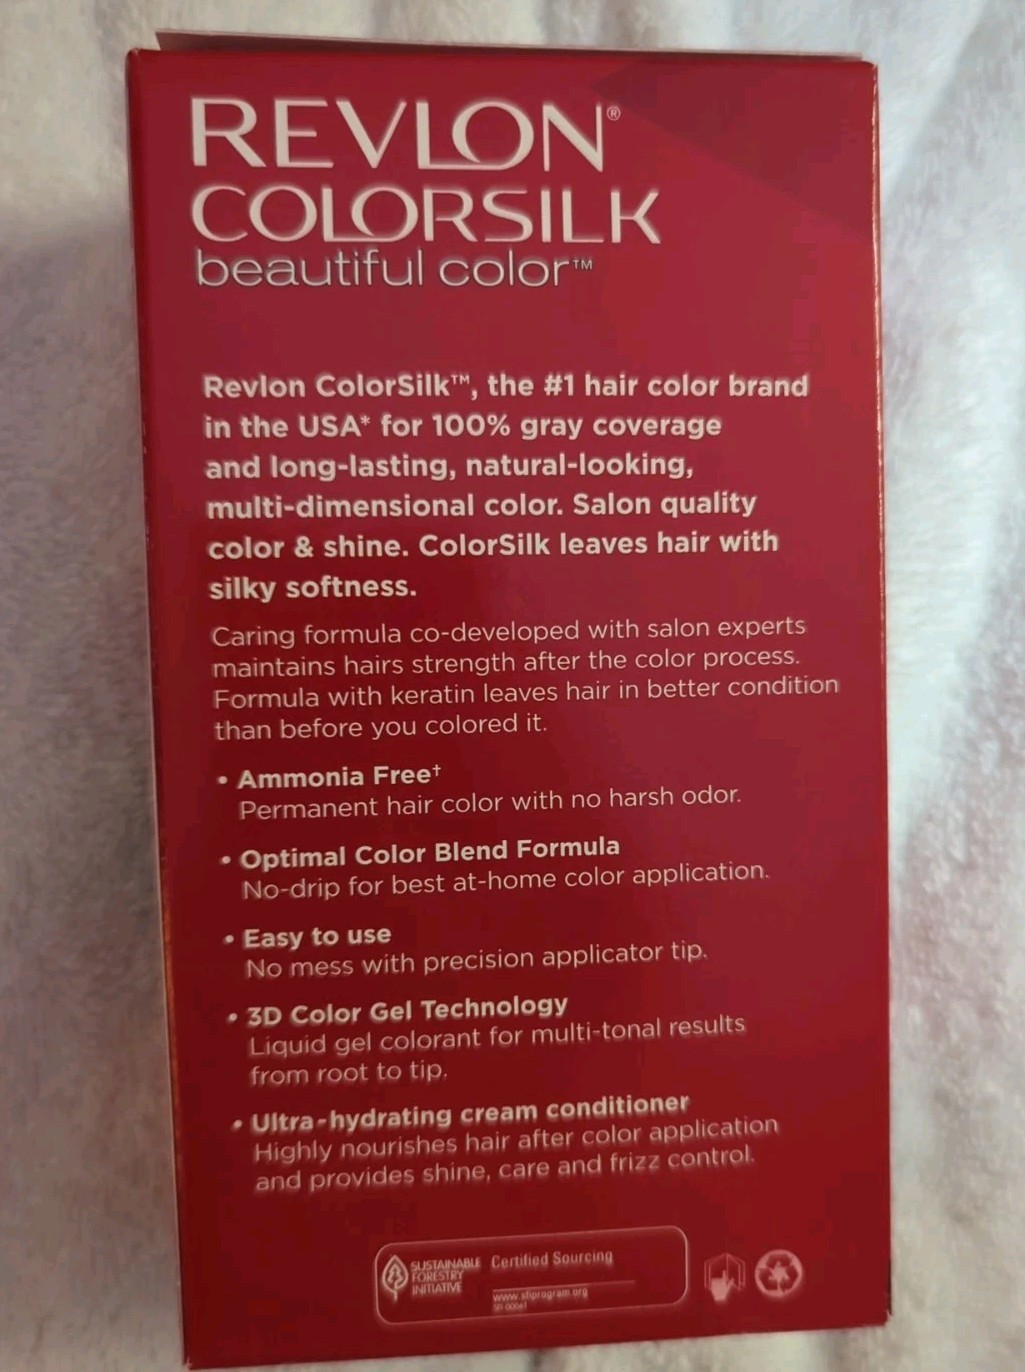 REVLON®
COLORSILK
beautiful color™
Revlon ColorSilk™, the #1 hair color brand
in the USA* for 100% gray coverage
and long-lasting, natural-looking,
multi-dimensional color. Salon quality
color & shine. ColorSilk leaves hair with
silky softness.
Caring formula co-developed with salon experts
maintains hairs strength after the color process.
Formula with keratin leaves hair in better condition
than before you colored it.
• Ammonia Free†
Permanent hair color with no harsh odor.
• Optimal Color Blend Formula
No-drip for best at-home color application.
• Easy to use
No mess with precision applicator tip.
• 3D Color Gel Technology
Liquid gel colorant for multi-tonal results
from root to tip.
• Ultra-hydrating cream conditioner
Highly nourishes hair after color application
and provides shine, care and frizz control.
SUSTAINABLE
FORESTRY
INITIATIVE
Certified Sourcing
www.sfiprogram.org